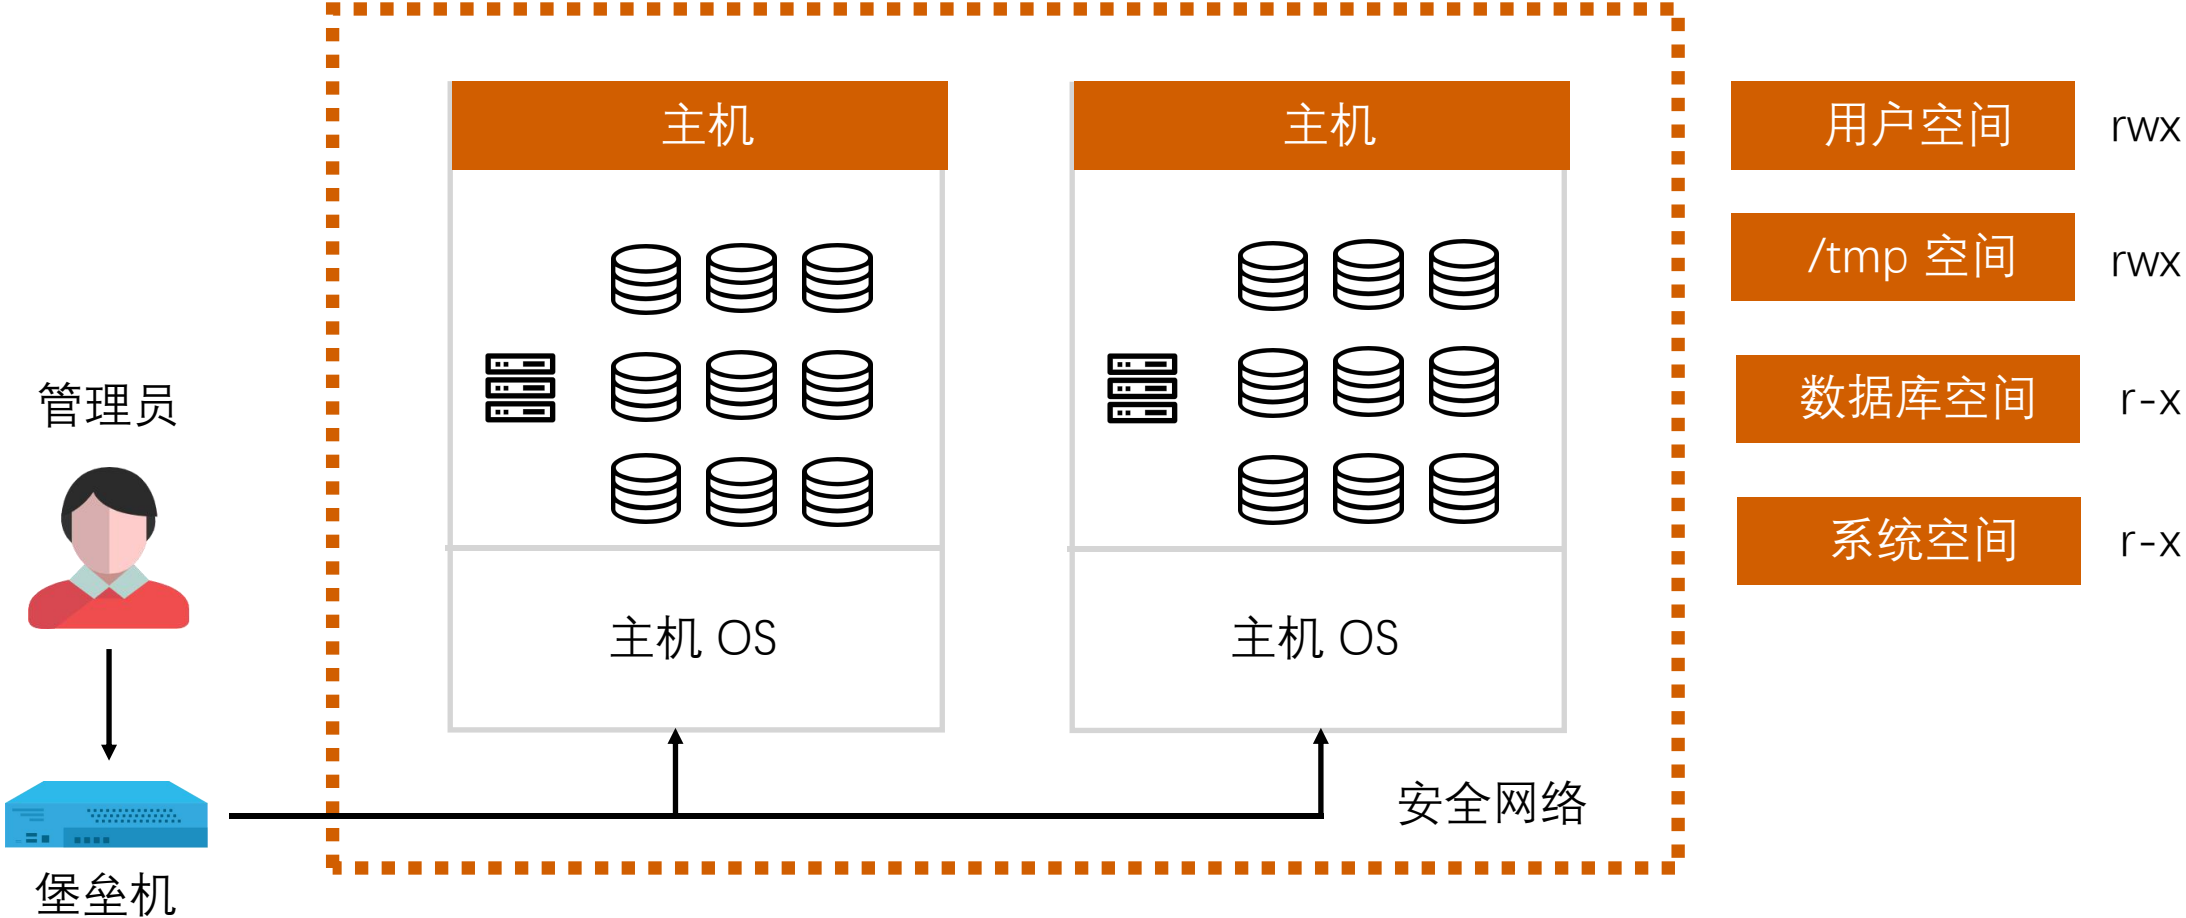 管理员
堡垒机
主机
主机 OS
主机
主机 OS
安全网络
用户空间 rwx
/tmp 空间 rwx
数据库空间 r-x
系统空间 r-x